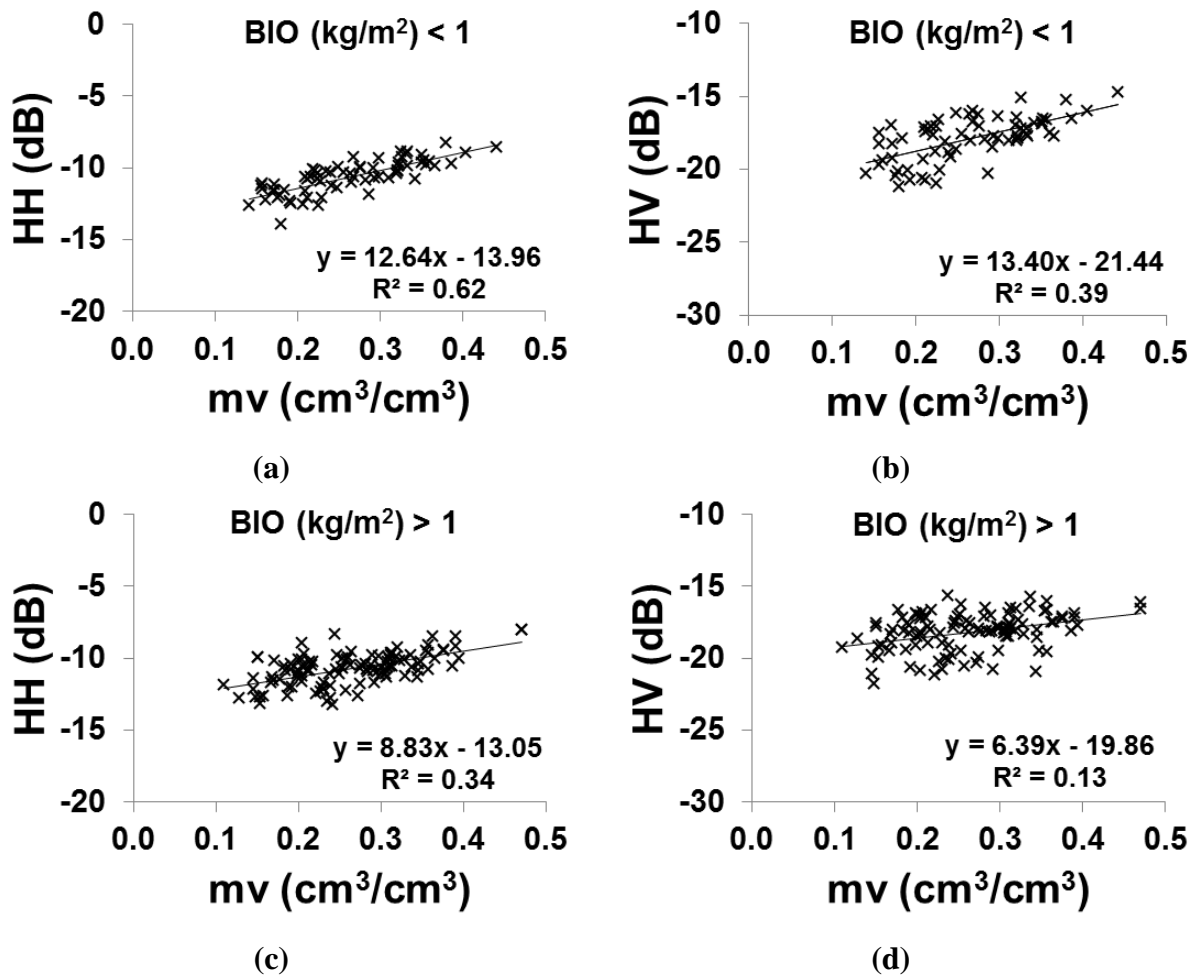 BIO (kg/m²) < 1
HH (dB)
0
-5
-10
-15
-20
y = 12.64x - 13.96
R² = 0.62
0.0 0.1 0.2 0.3 0.4 0.5
mv (cm³/cm³)
(a)
BIO (kg/m²) < 1
HV (dB)
-10
-15
-20
-25
-30
y = 13.40x - 21.44
R² = 0.39
0.0 0.1 0.2 0.3 0.4 0.5
mv (cm³/cm³)
(b)
BIO (kg/m²) > 1
HH (dB)
0
-5
-10
-15
-20
y = 8.83x - 13.05
R² = 0.34
0.0 0.1 0.2 0.3 0.4 0.5
mv (cm³/cm³)
(c)
BIO (kg/m²) > 1
HV (dB)
-10
-15
-20
-25
-30
y = 6.39x - 19.86
R² = 0.13
0.0 0.1 0.2 0.3 0.4 0.5
mv (cm³/cm³)
(d)